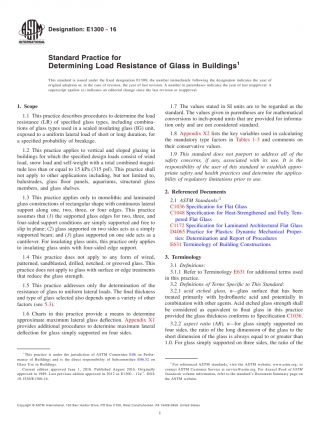 Designation: E1300 − 16
Standard Practice for
Determining Load Resistance of Glass in Buildings1
This standard is issued under the fixed designation E1300; the number immediately following the designation indicates the year of
original adoption or, in the case of revision, the year of last revision. A number in parentheses indicates the year of last reapproval. A
superscript epsilon (ε) indicates an editorial change since the last revision or reapproval.
1. Scope
1.1 This practice describes procedures to determine the load
resistance (LR) of specified glass types, including combina-
tions of glass types used in a sealed insulating glass (IG) unit,
exposed to a uniform lateral load of short or long duration, for
a specified probability of breakage.
1.2 This practice applies to vertical and sloped glazing in
buildings for which the specified design loads consist of wind
load, snow load and self-weight with a total combined magni-
tude less than or equal to 15 kPa (315 psf). This practice shall
not apply to other applications including, but not limited to,
balustrades, glass floor panels, aquariums, structural glass
members, and glass shelves.
1.3 This practice applies only to monolithic and laminated
glass constructions of rectangular shape with continuous lateral
support along one, two, three, or four edges. This practice
assumes that (1) the supported glass edges for two, three, and
four-sided support conditions are simply supported and free to
slip in plane; (2) glass supported on two sides acts as a simply
supported beam; and (3) glass supported on one side acts as a
cantilever. For insulating glass units, this practice only applies
to insulating glass units with four-sided edge support.
1.4 This practice does not apply to any form of wired,
patterned, sandblasted, drilled, notched, or grooved glass. This
practice does not apply to glass with surface or edge treatments
that reduce the glass strength.
1.5 This practice addresses only the determination of the
resistance of glass to uniform lateral loads. The final thickness
and type of glass selected also depends upon a variety of other
factors (see 5.3).
1.6 Charts in this practice provide a means to determine
approximate maximum lateral glass deflection. Appendix X1
provides additional procedures to determine maximum lateral
deflection for glass simply supported on four sides.
1 This practice is under the jurisdiction of ASTM Committee E06 on Perfor-
mance of Buildings and is the direct responsibility of Subcommittee E06.52 on
Glass Use in Buildings.
Current edition approved Jan. 1, 2016. Published
1.7 The values stated in SI units are to be regarded as the
standard. The values given in parentheses are for mathematical
conversions to inch-pound units that are provided for informa-
tion only and are not considered standard.
1.8 Appendix X2 lists the key variables used in calculating
the mandatory type factors in Tables 1-3 and comments on
their conservative values.
1.9 This standard does not purport to address all of the
safety concerns, if any, associated with its use. It is the
responsibility of the user of this standard to establish appro-
priate safety and health practices and determine the applica-
bility of regulatory limitations prior to use.
2. Referenced Documents
2.1 ASTM Standards:2
C1036 Specification for Flat Glass
C1048 Specification for Heat-Strengthened and Fully Tem-
pered Flat Glass
C1172 Specification for Laminated Architectural Flat Glass
D4065 Practice for Plastics: Dynamic Mechanical Proper-
ties: Determination and Report of Procedures
E631 Terminology of Building Constructions
3. Terminology
3.1 Definitions:
3.1.1 Refer to Terminology E631 for additional terms used
in this practice.
3.2 Definitions of Terms Specific to This Standard:
3.2.1 acid etched glass, n—glass surface that has been
treated primarily with hydrofluoric acid and potentially in
combination with other agents. Acid etched glass strength shall
be considered as equivalent to float glass in this practice
provided the glass thickness conforms to Specification C1036.
3.2.2 aspect ratio (AR), n—for glass simply supported on
four sides, the ratio of the long dimension of the glass to the
short dimension of the glass is always equal to or greater than
1.0. For glass simply supported on three sides, the ratio of the
2 For referenced ASTM standards, visit the ASTM website, www.astm.org, or
contact ASTM Customer Service at service@astm.org. For Annual Book of ASTM
Standards volume information, refer to the standard's Document Summary page on
the ASTM website.
Copyright © ASTM International, 100 Barr Harbor Drive, PO Box C700, West Conshohocken, PA 19428-2959. United States
1